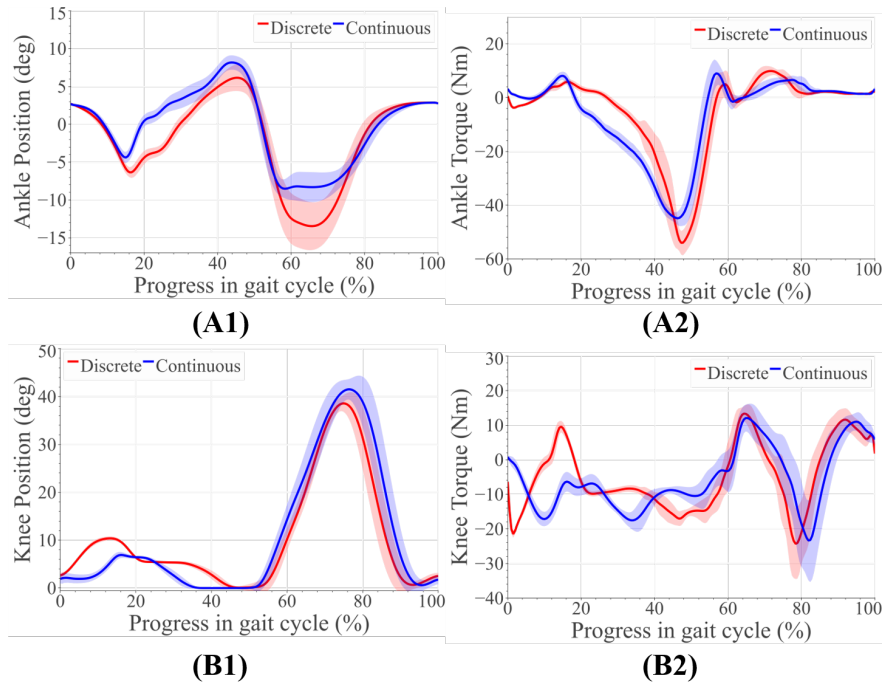 Discrete Continuous
Ankle Position (deg)
15
10
5
0
−5
−10
−15
0 20 40 60 80 100
Progress in gait cycle (%)
(A1)
Discrete Continuous
Ankle Torque (Nm)
20
0
−20
−40
−60
0 20 40 60 80 100
Progress in gait cycle (%)
(A2)
Discrete Continuous
Knee Position (deg)
50
40
30
20
10
0
0 20 40 60 80 100
Progress in gait cycle (%)
(B1)
Discrete Continuous
Knee Torque (Nm)
30
20
10
0
−10
−20
−30
−40
0 20 40 60 80 100
Progress in gait cycle (%)
(B2)